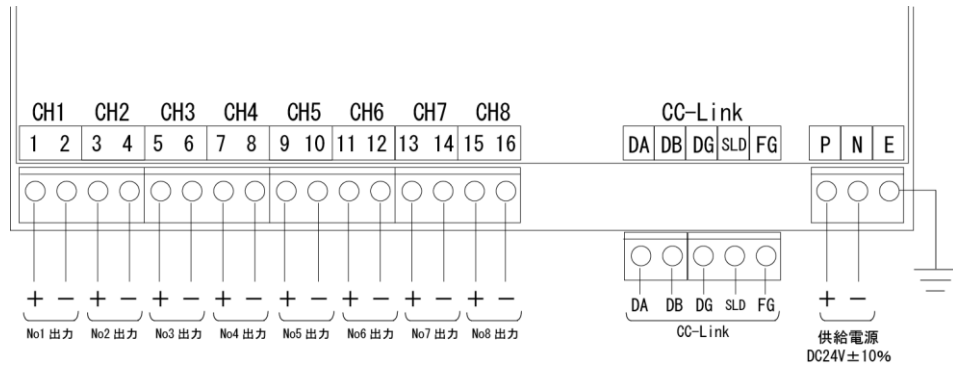 CH1 CH2 CH3 CH4 CH5 CH6 CH7 CH8 CC-Link
1 2 3 4 5 6 7 8 9 10 11 12 13 14 15 16 DA DB DG SLD FG P N E
+ - + - + - + - + - + - + - + - DA DB DG SLD FG + -
No1 出力 No2 出力 No3 出力 No4 出力 No5 出力 No6 出力 No7 出力 No8 出力 CC-Link 供給電源
DC24V±10%